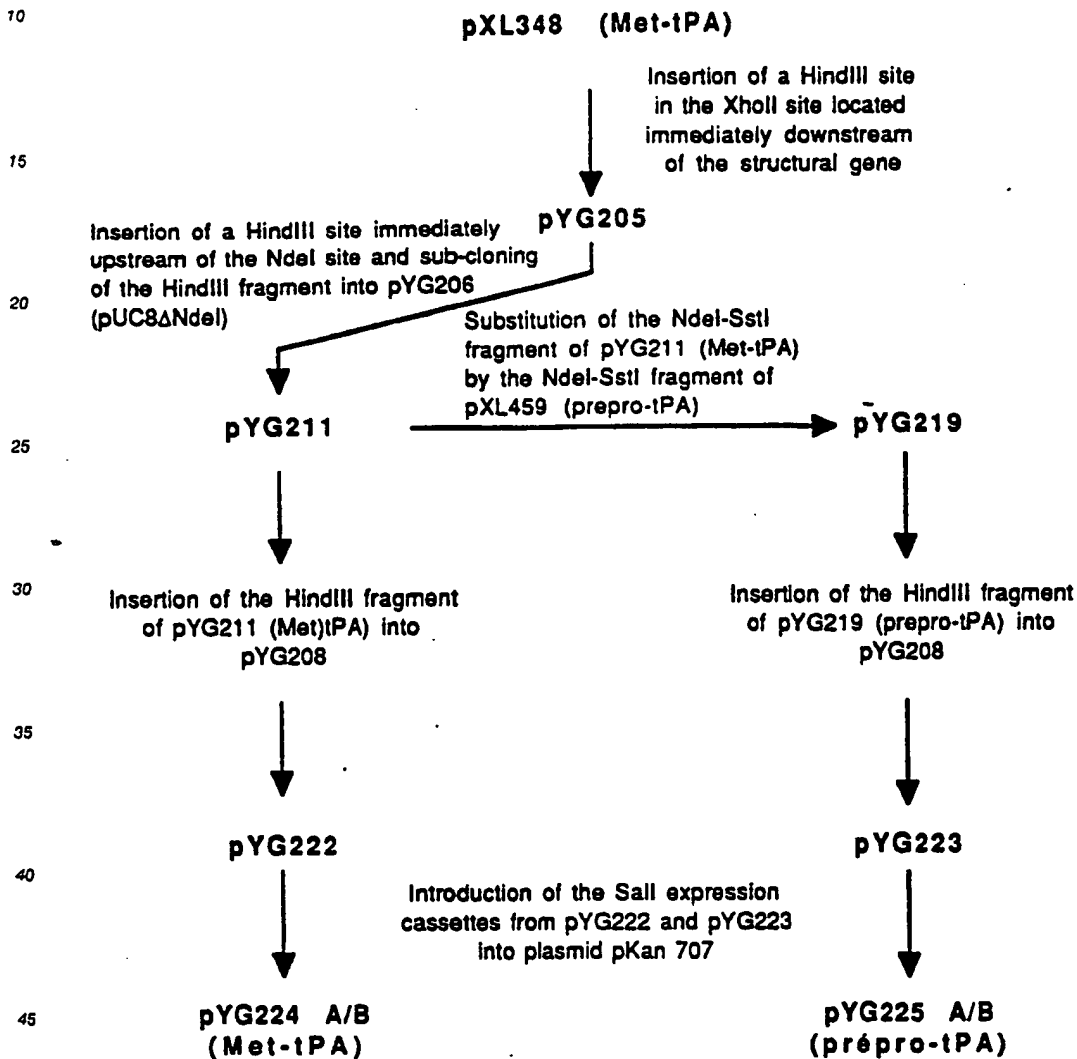 10
pXL348 (Met-tPA)
Insertion of a HindIII site
in the XhoII site located
immediately downstream
of the structural gene
15
pYG205
Insertion of a HindIII site immediately
upstream of the NdeI site and sub-cloning
of the HindIII fragment into pYG206
(pUC8ΔNdeI)
20
Substitution of the NdeI-SstI
fragment of pYG211 (Met-tPA)
by the NdeI-SstI fragment of
pXL459 (prepro-tPA)
pYG211
pYG219
25
30
Insertion of the HindIII fragment
of pYG211 (Met)tPA) into
pYG208
Insertion of the HindIII fragment
of pYG219 (prepro-tPA) into
pYG208
35
pYG222
pYG223
40
Introduction of the SalI expression
cassettes from pYG222 and pYG223
into plasmid pKan 707
45
pYG224 A/B
(Met-tPA)
pYG225 A/B
(prépro-tPA)